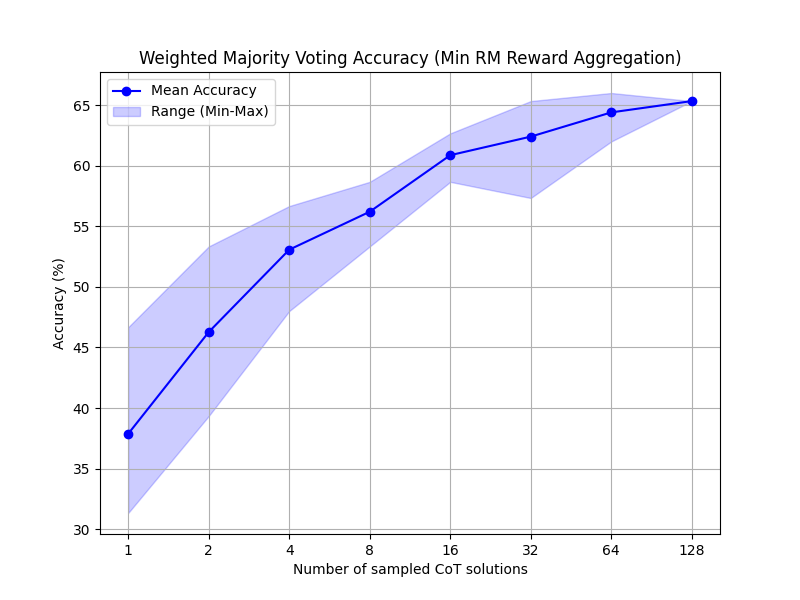 Weighted Majority Voting Accuracy (Min RM Reward Aggregation)
Mean Accuracy
Range (Min-Max)
Accuracy (%)
65
60
55
50
45
40
35
30
1 2 4 8 16 32 64 128
Number of sampled CoT solutions